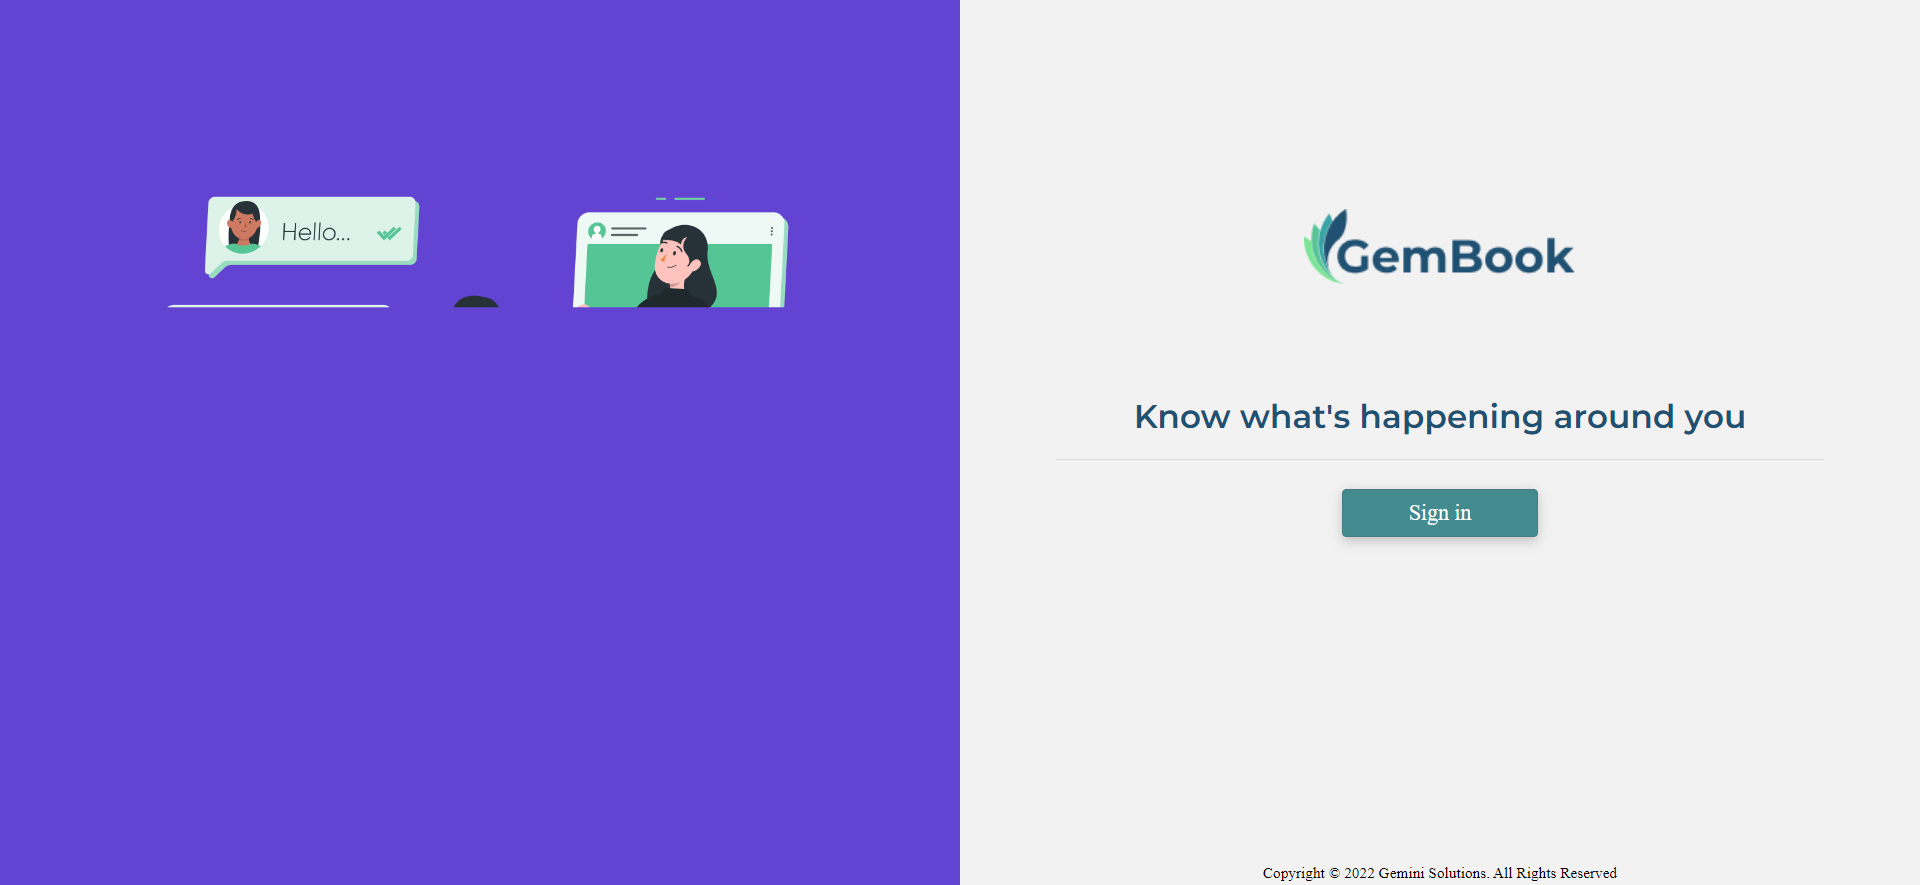 Hello...
GemBook
Know what's happening around you
Sign in
Copyright © 2022 Gemini Solutions. All Rights Reserved